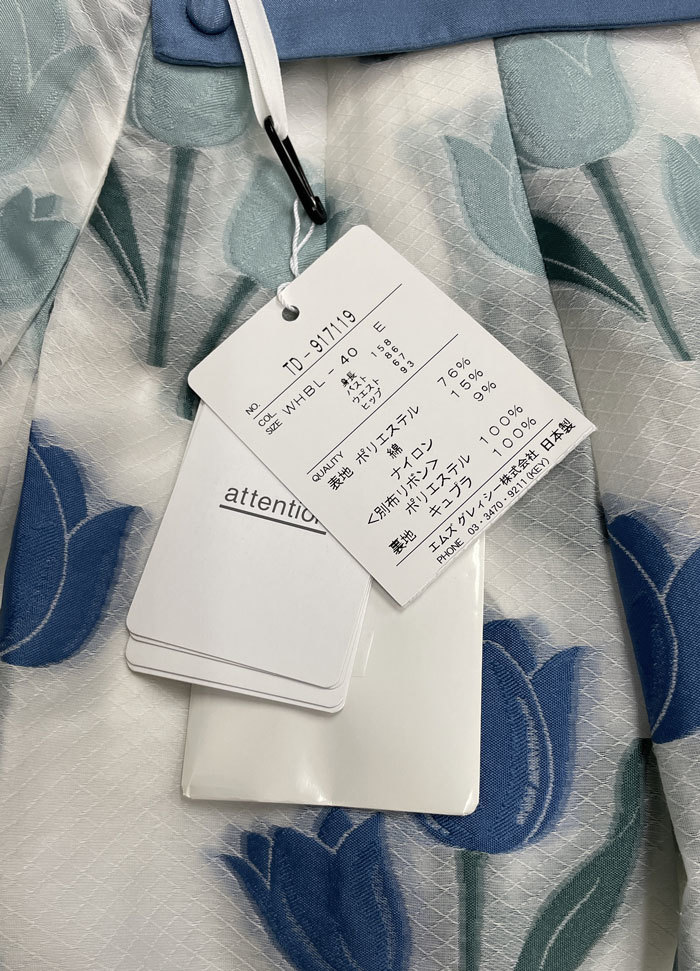 NO. TD-917119
COL WHBL-40 E
SIZE 身長 158
バスト 86
ウエスト 67
ヒップ 93
QUALITY
表地 ポリエステル 76%
綿 15%
ナイロン 9%
<別布リボン>
ポリエステル 100%
裏地 キュプラ 100%
エムズグレイシー株式会社 日本製
PHONE 03・3470・9211(KEY)
attention